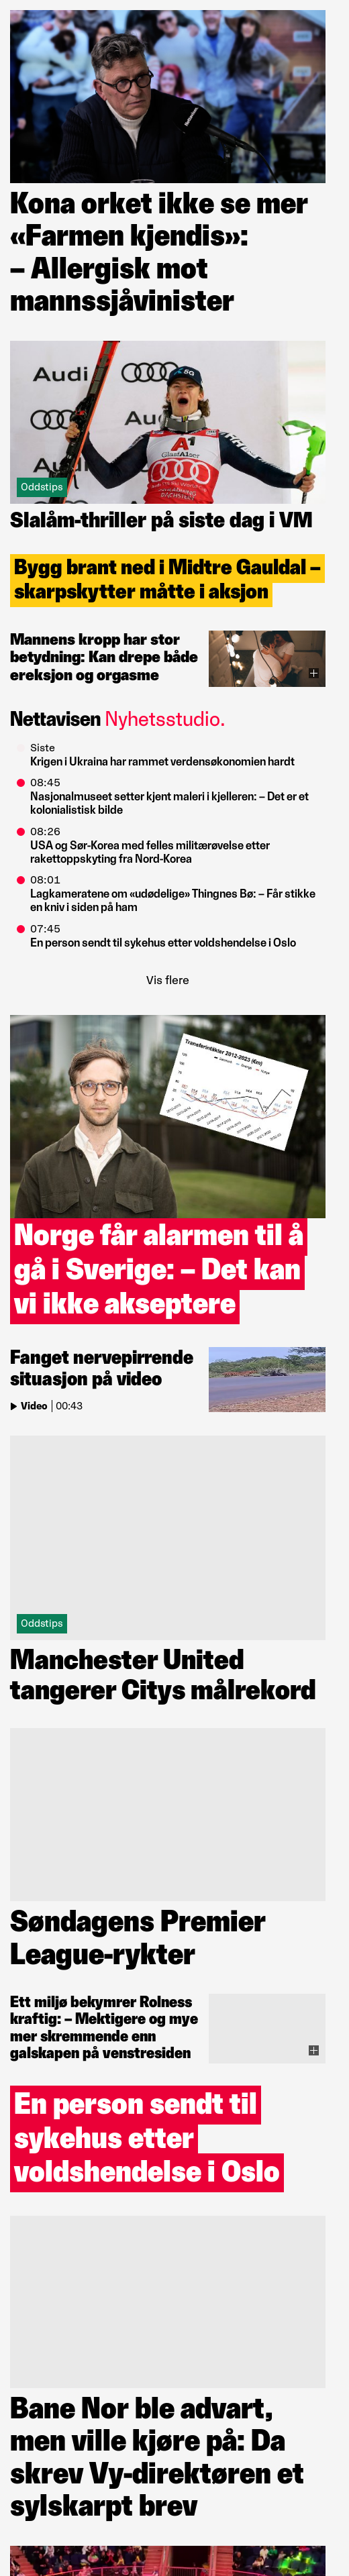 Kona orket ikke se mer
«Farmen kjendis»:
– Allergisk mot
mannssjåvinister
Audi
Audi
Oddstips
Slalåm-thriller på siste dag i VM
Bygg brant ned i Midtre Gauldal –
skarpskytter måtte i aksjon
Mannens kropp har stor
betydning: Kan drepe både
ereksjon og orgasme
Nettavisen Nyhetsstudio.
Siste
Krigen i Ukraina har rammet verdensøkonomien hardt
08:45
Nasjonalmuseet setter kjent maleri i kjelleren: – Det er et
kolonialistisk bilde
08:26
USA og Sør-Korea med felles militærøvelse etter
rakettoppskyting fra Nord-Korea
08:01
Lagkameratene om «udødelige» Thingnes Bø: – Får stikke
en kniv i siden på ham
07:45
En person sendt til sykehus etter voldshendelse i Oslo
Vis flere
Transferinntekter 2012-2023 (€m)
Norge får alarmen til å
gå i Sverige: – Det kan
vi ikke akseptere
Fanget nervepirrende
situasjon på video
Video | 00:43
Oddstips
Manchester United
tangerer Citys målrekord
Søndagens Premier
League-rykter
Ett miljø bekymrer Rolness
kraftig: – Mektigere og mye
mer skremmende enn
galskapen på venstresiden
En person sendt til
sykehus etter
voldshendelse i Oslo
Bane Nor ble advart,
men ville kjøre på: Da
skrev Vy-direktøren et
sylskarpt brev